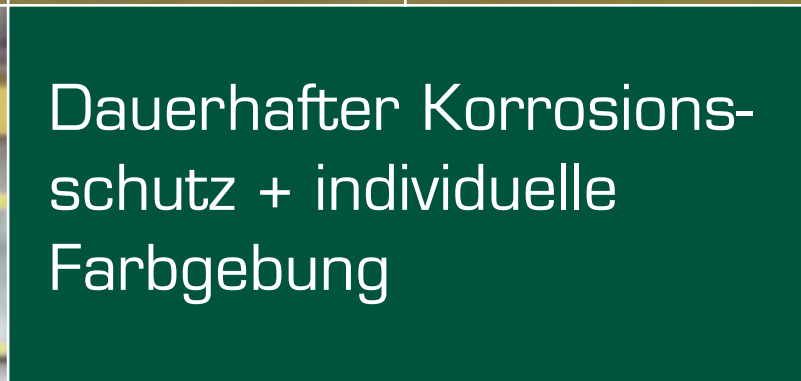 Dauerhafter Korrosions-
schutz + individuelle
Farbgebung